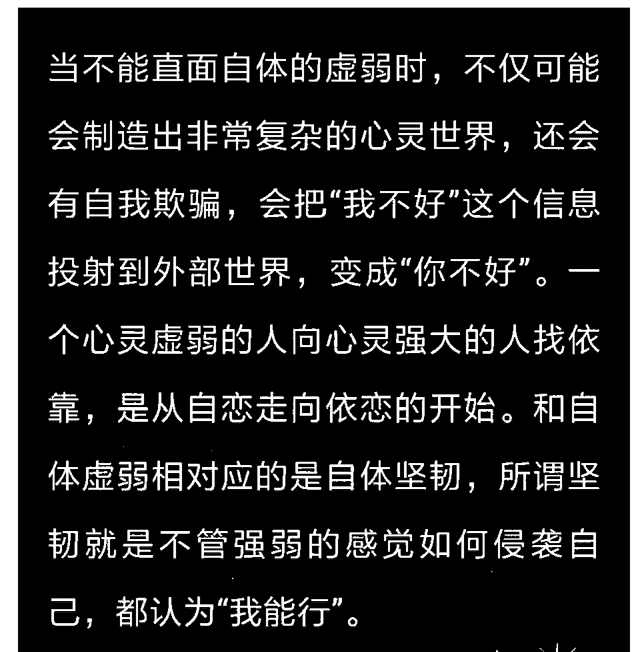 当不能直面自体的虚弱时，不仅可能
会制造出非常复杂的心灵世界，还会
有自我欺骗，会把“我不好”这个信息
投射到外部世界，变成“你不好”。一
个心灵虚弱的人向心灵强大的人找依
靠，是从自恋走向依恋的开始。和自
体虚弱相对应的是自体坚韧，所谓坚
韧就是不管强弱的感觉如何侵袭自
己，都认为“我能行”。